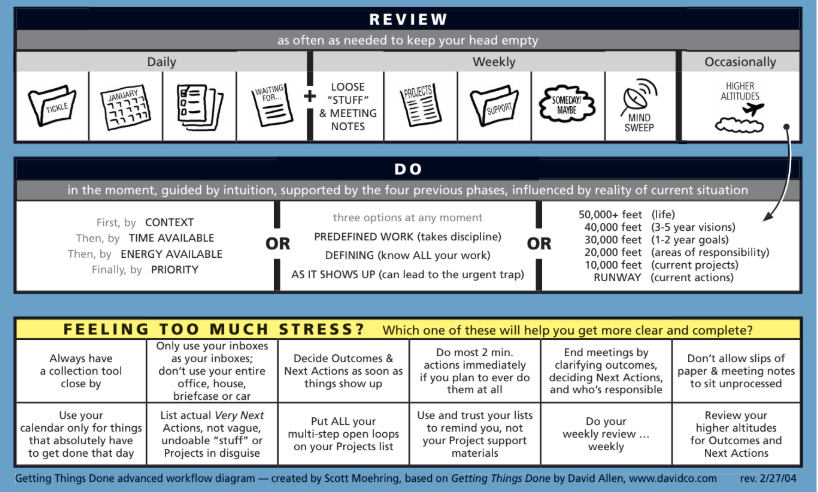 REVIEW
as often as needed to keep your head empty
Daily
Weekly
Occasionally
TICKLE
JANUARY
WAITING
FOR...
+
LOOSE
"STUFF"
& MEETING
NOTES
PROJECTS
SUPPORT
SOMEDAY/
MAYBE
MIND
SWEEP
HIGHER
ALTITUDES
DO
in the moment, guided by intuition, supported by the four previous phases, influenced by reality of current situation
First, by CONTEXT
Then, by TIME AVAILABLE
Then, by ENERGY AVAILABLE
Finally, by PRIORITY
OR
three options at any moment
PREDEFINED WORK (takes discipline)
DEFINING (know ALL your work)
AS IT SHOWS UP (can lead to the urgent trap)
OR
50,000+ feet (life)
40,000 feet (3-5 year visions)
30,000 feet (1-2 year goals)
20,000 feet (areas of responsibility)
10,000 feet (current projects)
RUNWAY (current actions)
FEELING TOO MUCH STRESS? Which one of these will help you get more clear and complete?
Always have
a collection tool
close by
Only use your inboxes
as your inboxes;
don't use your entire
office, house,
briefcase or car
Decide Outcomes &
Next Actions as soon as
things show up
Do most 2 min.
actions immediately
if you plan to ever do
them at all
End meetings by
clarifying outcomes,
deciding Next Actions,
and who's responsible
Don't allow slips of
paper & meeting notes
to sit unprocessed
Use your
calendar only for things
that absolutely have
to get done that day
List actual Very Next
Actions, not vague,
undoable "stuff" or
Projects in disguise
Put ALL your
multi-step open loops
on your Projects list
Use and trust your lists
to remind you, not
your Project support
materials
Do your
weekly review ...
weekly
Review your
higher altitudes
for Outcomes and
Next Actions
Getting Things Done advanced workflow diagram — created by Scott Moehring, based on Getting Things Done by David Allen, www.davidco.com rev. 2/27/04